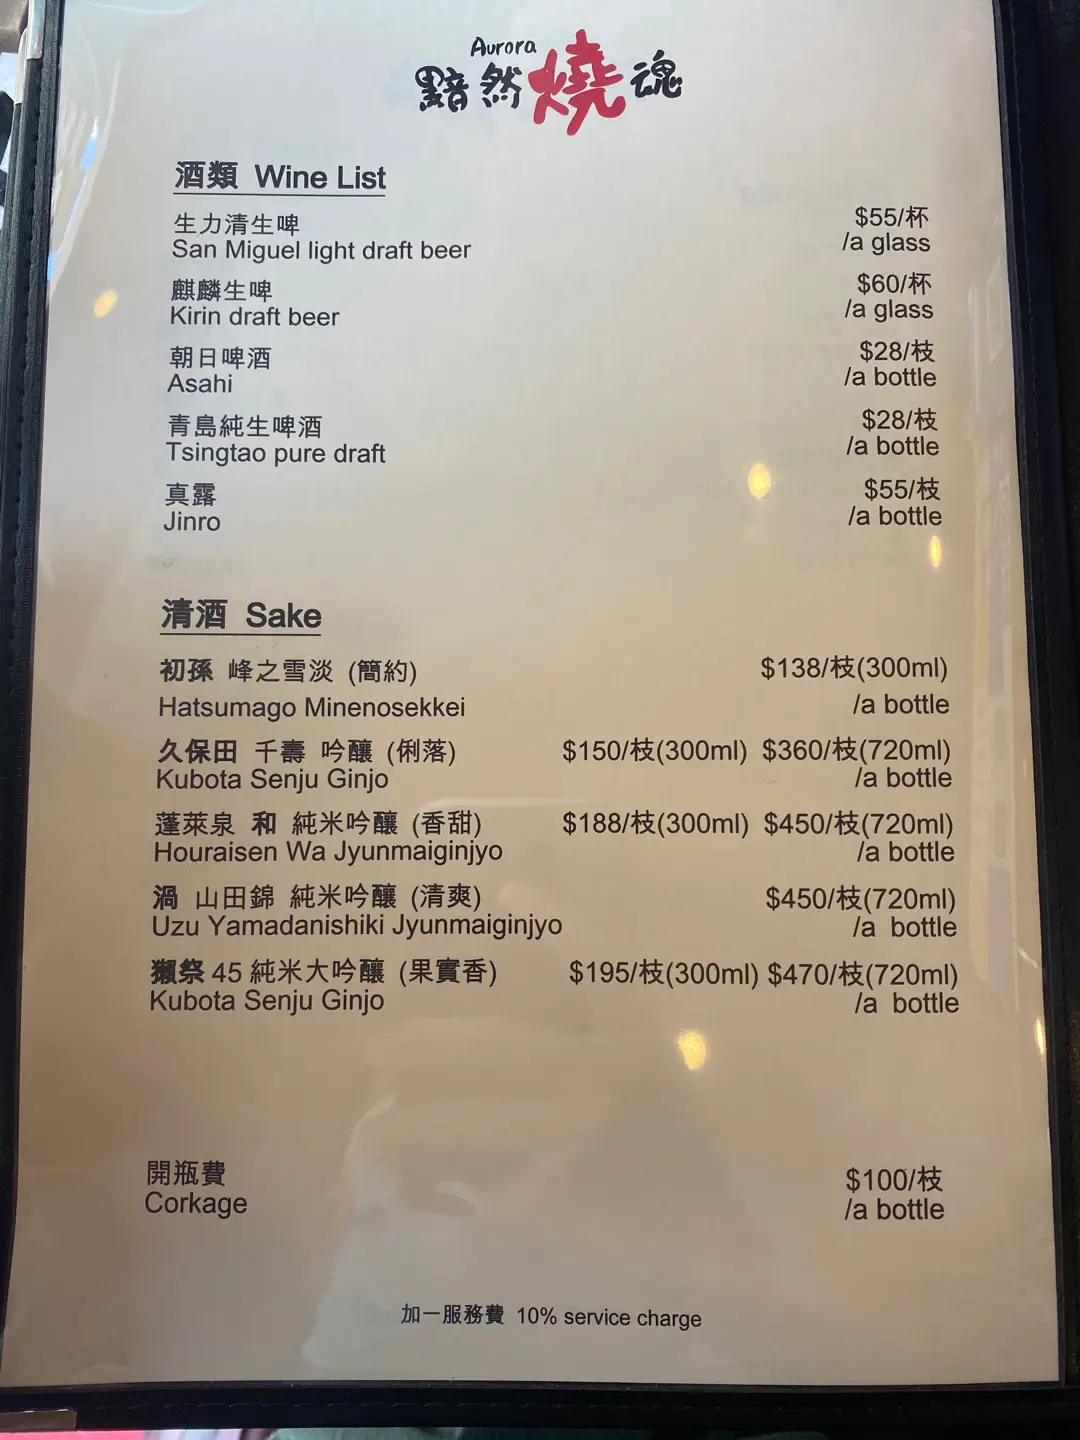 Aurora
黯然燒魂
酒類 Wine List
生力清生啤 $55/杯
San Miguel light draft beer /a glass
麒麟生啤 $60/杯
Kirin draft beer /a glass
朝日啤酒 $28/枝
Asahi /a bottle
青島純生啤酒 $28/枝
Tsingtao pure draft /a bottle
真露 $55/枝
Jinro /a bottle
清酒 Sake
初孫 峰之雪淡 (簡約) $138/枝(300ml)
Hatsumago Minenosekkei /a bottle
久保田 千壽 吟釀 (俐落) $150/枝(300ml) $360/枝(720ml)
Kubota Senju Ginjo /a bottle
蓬萊泉 和 純米吟釀 (香甜) $188/枝(300ml) $450/枝(720ml)
Houraisen Wa Jyunmaiginjyo /a bottle
渦 山田錦 純米吟釀 (清爽) $450/枝(720ml)
Uzu Yamadanishiki Jyunmaiginjyo /a bottle
獺祭 45 純米大吟釀 (果實香) $195/枝(300ml) $470/枝(720ml)
Kubota Senju Ginjo /a bottle
開瓶費 $100/枝
Corkage /a bottle
加一服務費 10% service charge